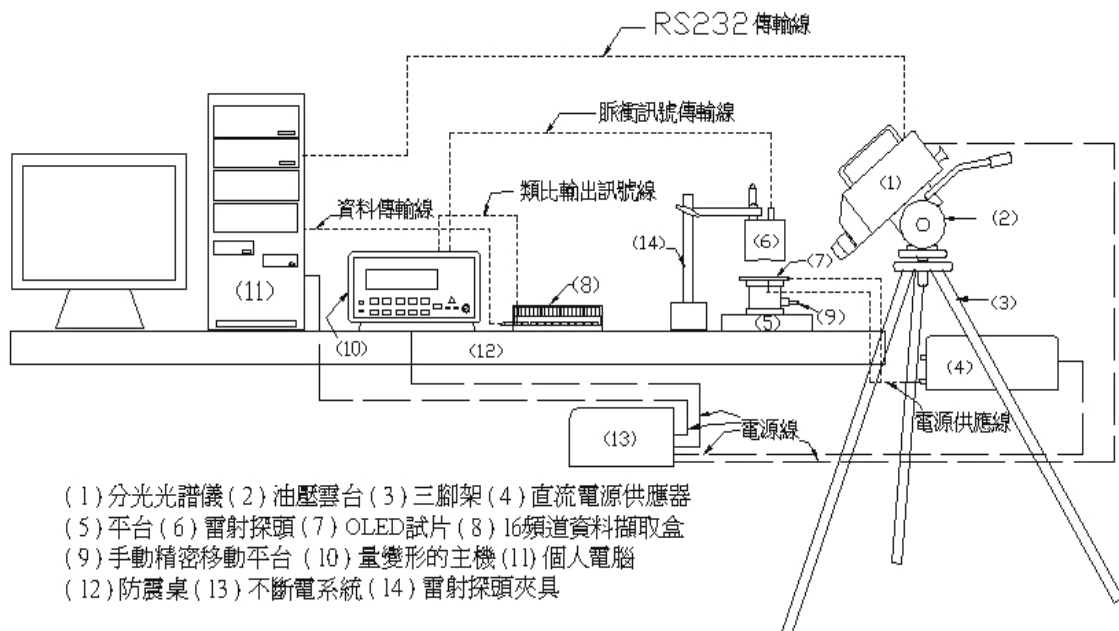 RS232傳輸線
脈衝訊號傳輸線
類比輸出訊號線
資料傳輸線
(1)
(2)
(6)
(14)
(7)
(11)
(8)
(3)
(9)
(5)
(10)
(12)
(4)
電源供應線
(13)
電源線
(1)分光光譜儀(2)油壓雲台(3)三腳架(4)直流電源供應器
(5)平台(6)雷射探頭(7)OLED試片(8)16頻道資料擷取盒
(9)手動精密移動平台 (10)量變形的主機(11)個人電腦
(12)防震桌(13)不斷電系統(14)雷射探頭夾具